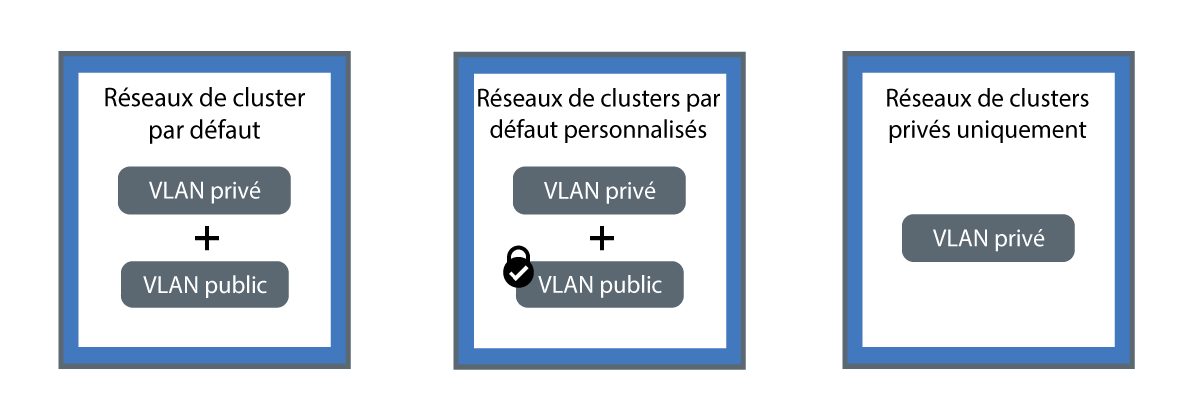 Réseaux de cluster
par défaut
VLAN privé
+
VLAN public
Réseaux de clusters par
défaut personnalisés
VLAN privé
+
VLAN public
Réseaux de clusters
privés uniquement
VLAN privé